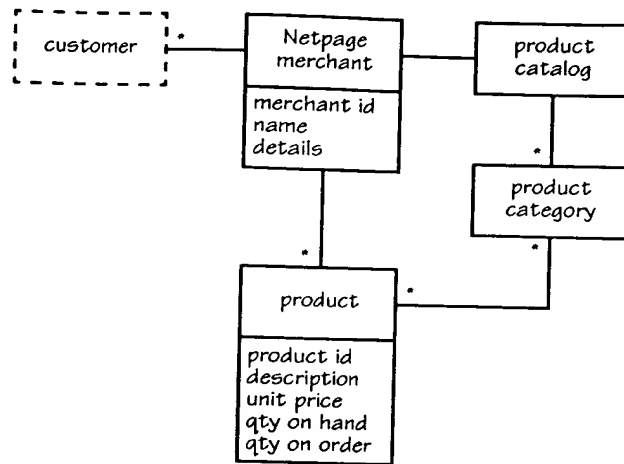 customer
*
Netpage
merchant
merchant id
name
details
product
catalog
*
product
category
*
*
*
product
product id
description
unit price
qty on hand
qty on order